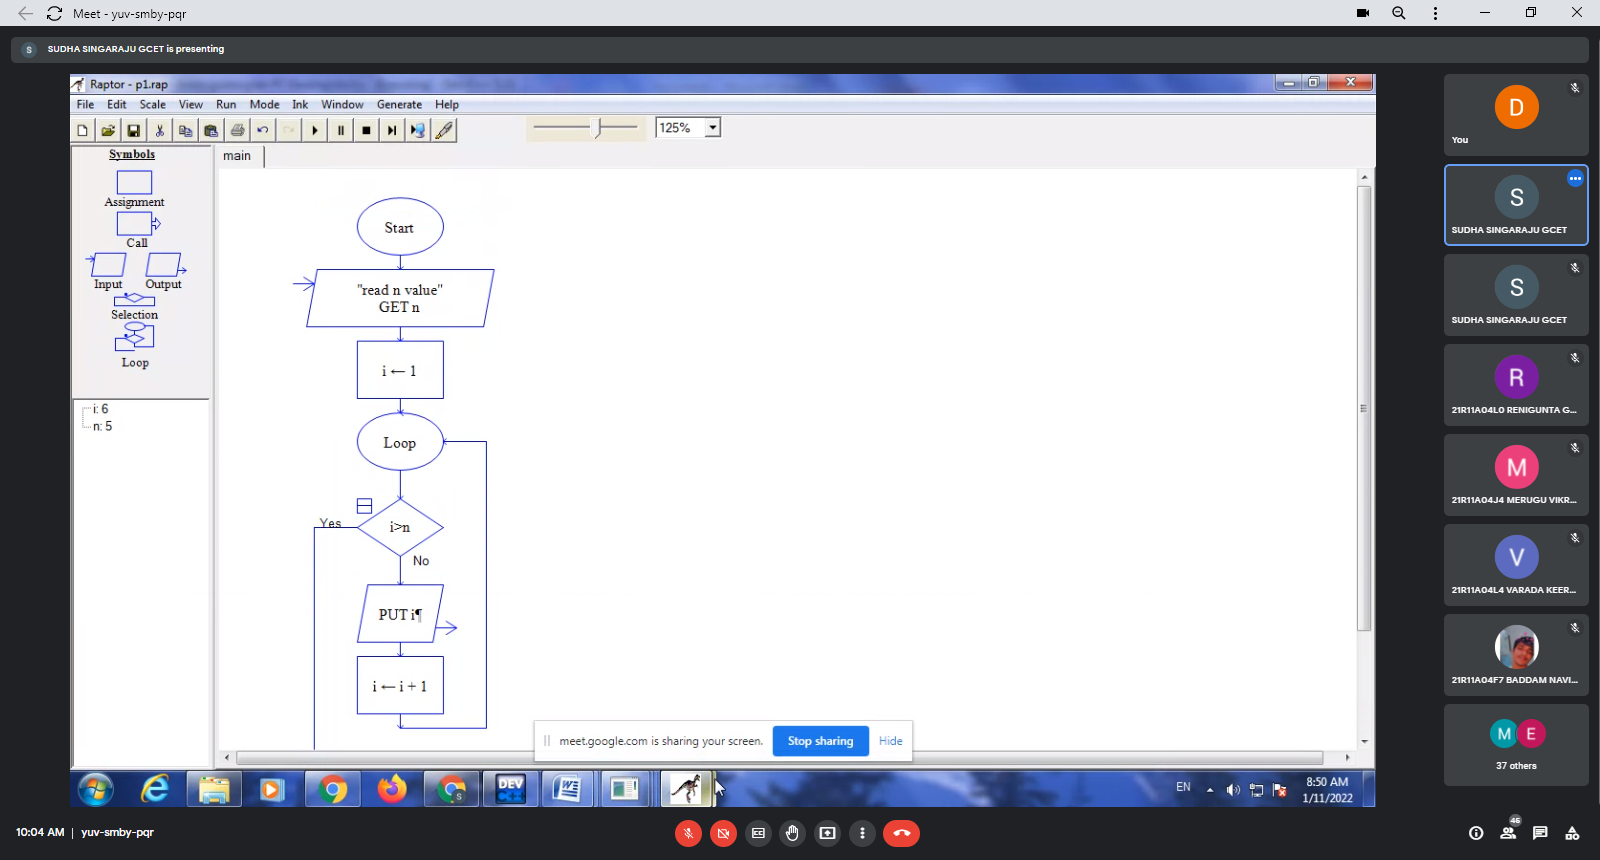 Meet - yuv-smby-pqr
S SUDHA SINGARAJU GCET is presenting
Raptor - p1.rap
File Edit Scale View Run Mode Ink Window Generate Help
125%
Symbols
main
Assignment
Call
Input Output
Selection
Loop
i: 6
n: 5
Start
"read n value"
GET n
i ← 1
Loop
Yes
i>n
No
PUT i¶
i ← i + 1
meet.google.com is sharing your screen. Stop sharing Hide
DEV
EN
8:50 AM
1/11/2022
D
You
S
SUDHA SINGARAJU GCET
S
SUDHA SINGARAJU GCET
R
21R11A04L0 RENIGUNTA G...
M
21R11A04J4 MERUGU VIKR...
V
21R11A04L4 VARADA KEER...
21R11A04F7 BADDAM NAVI...
M E
37 others
10:04 AM | yuv-smby-pqr
46